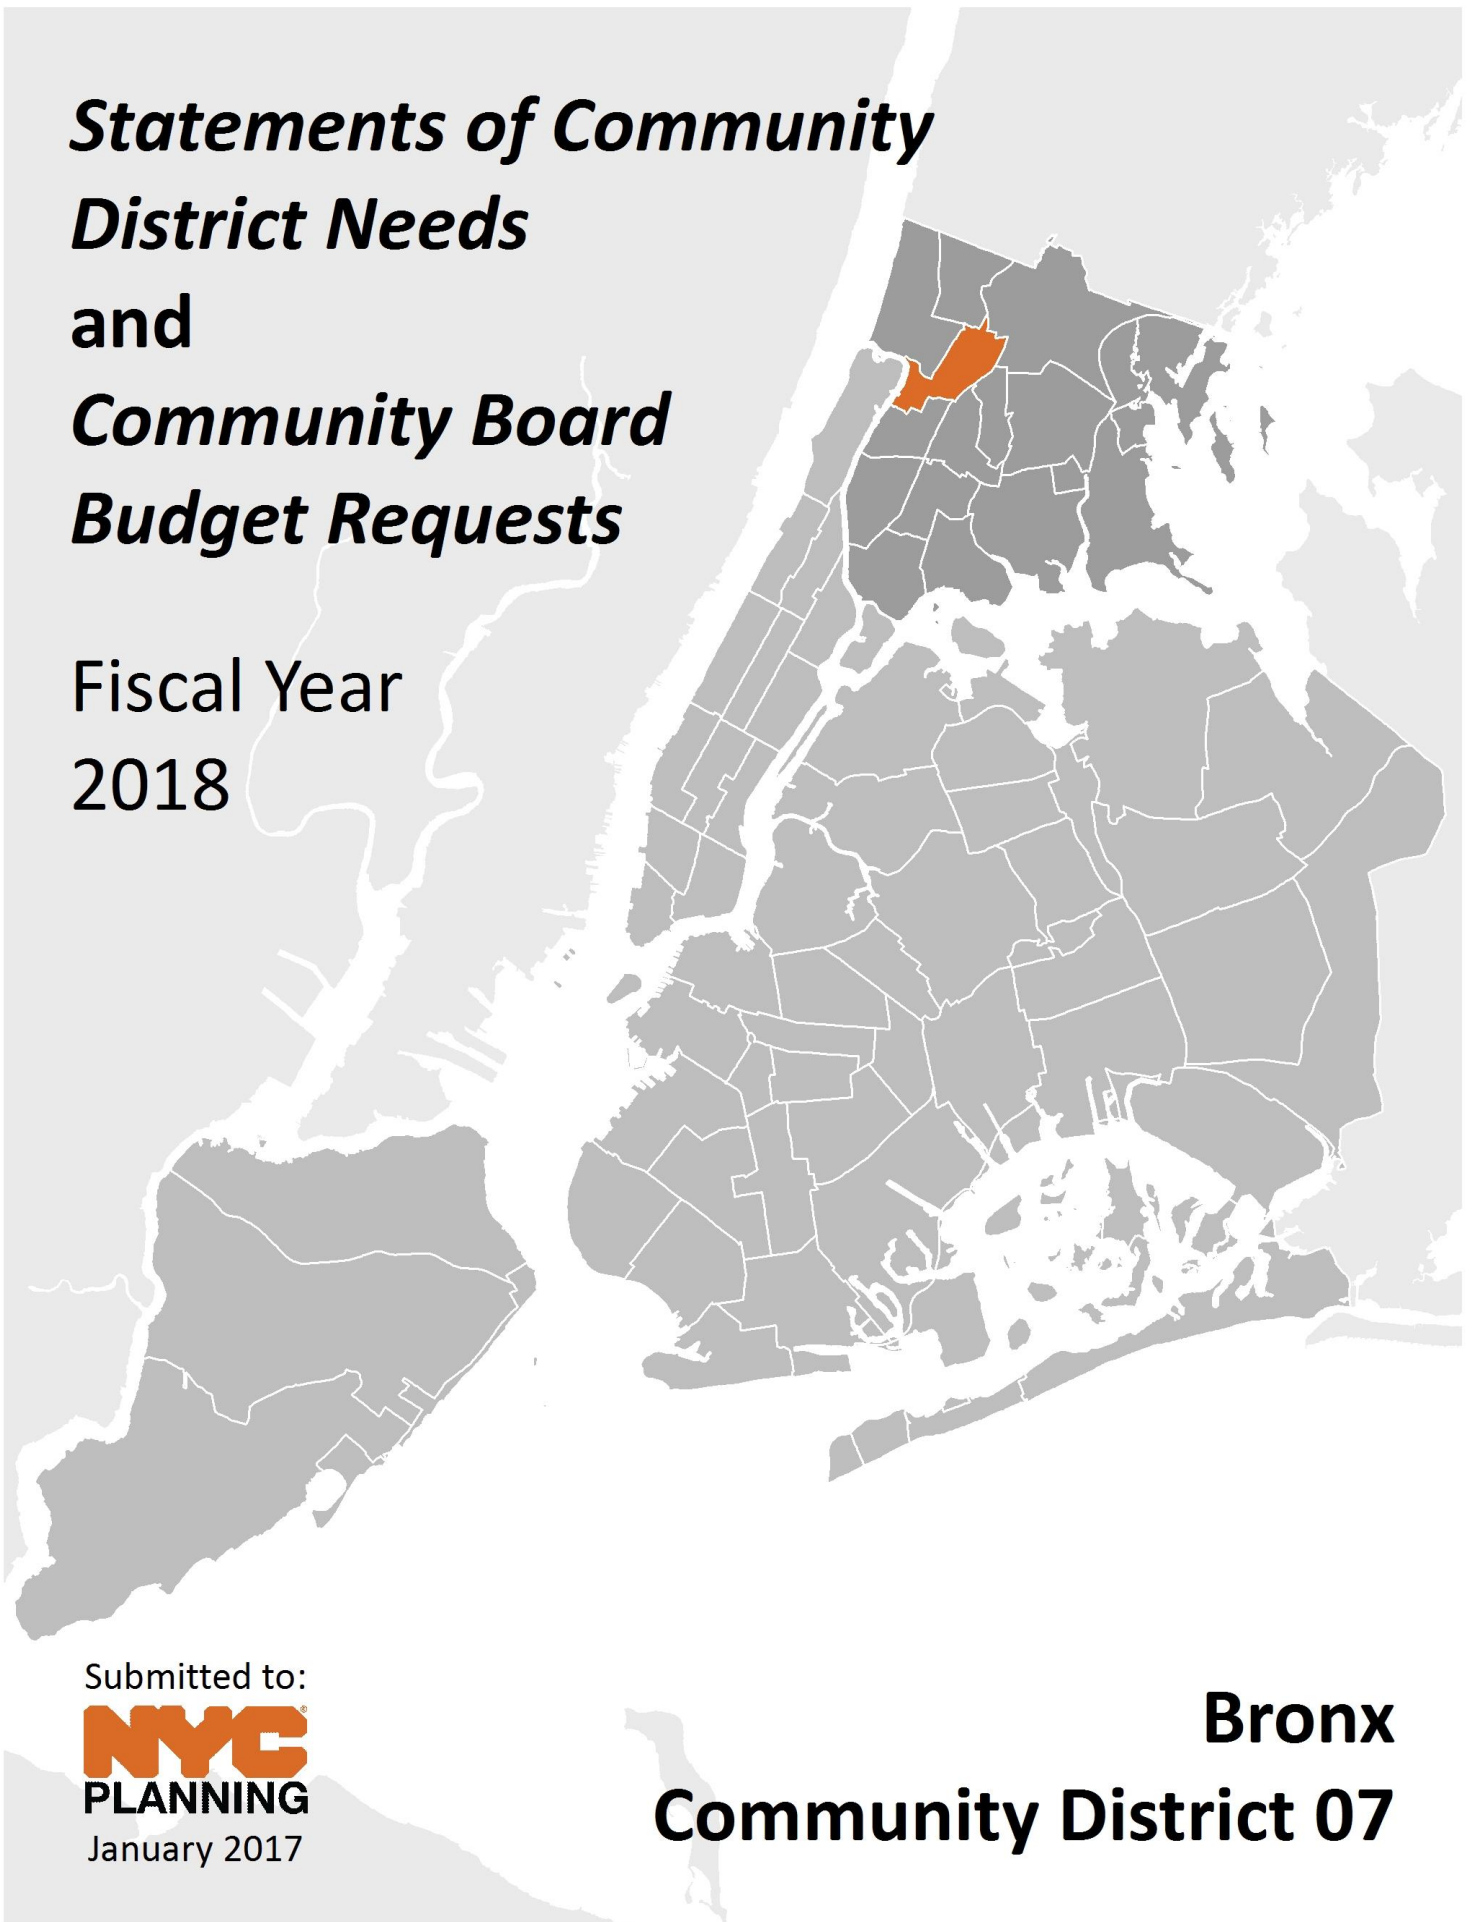 Statements of Community
District Needs
and
Community Board
Budget Requests
Fiscal Year
2018
Submitted to:
NYC®
PLANNING
January 2017
Bronx
Community District 07